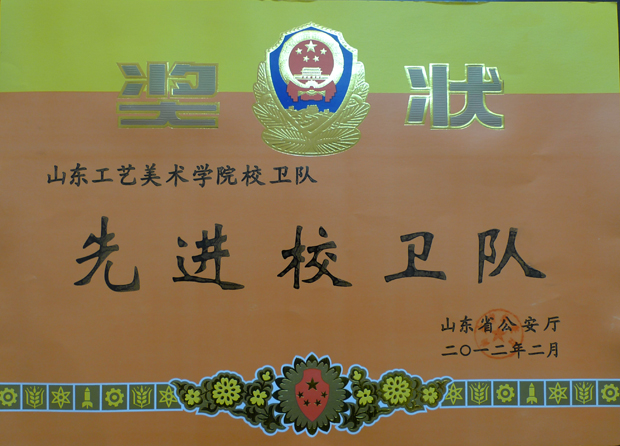 奖状
山东工艺美术学院校卫队
先进校卫队
山东省公安厅
二〇一二年二月